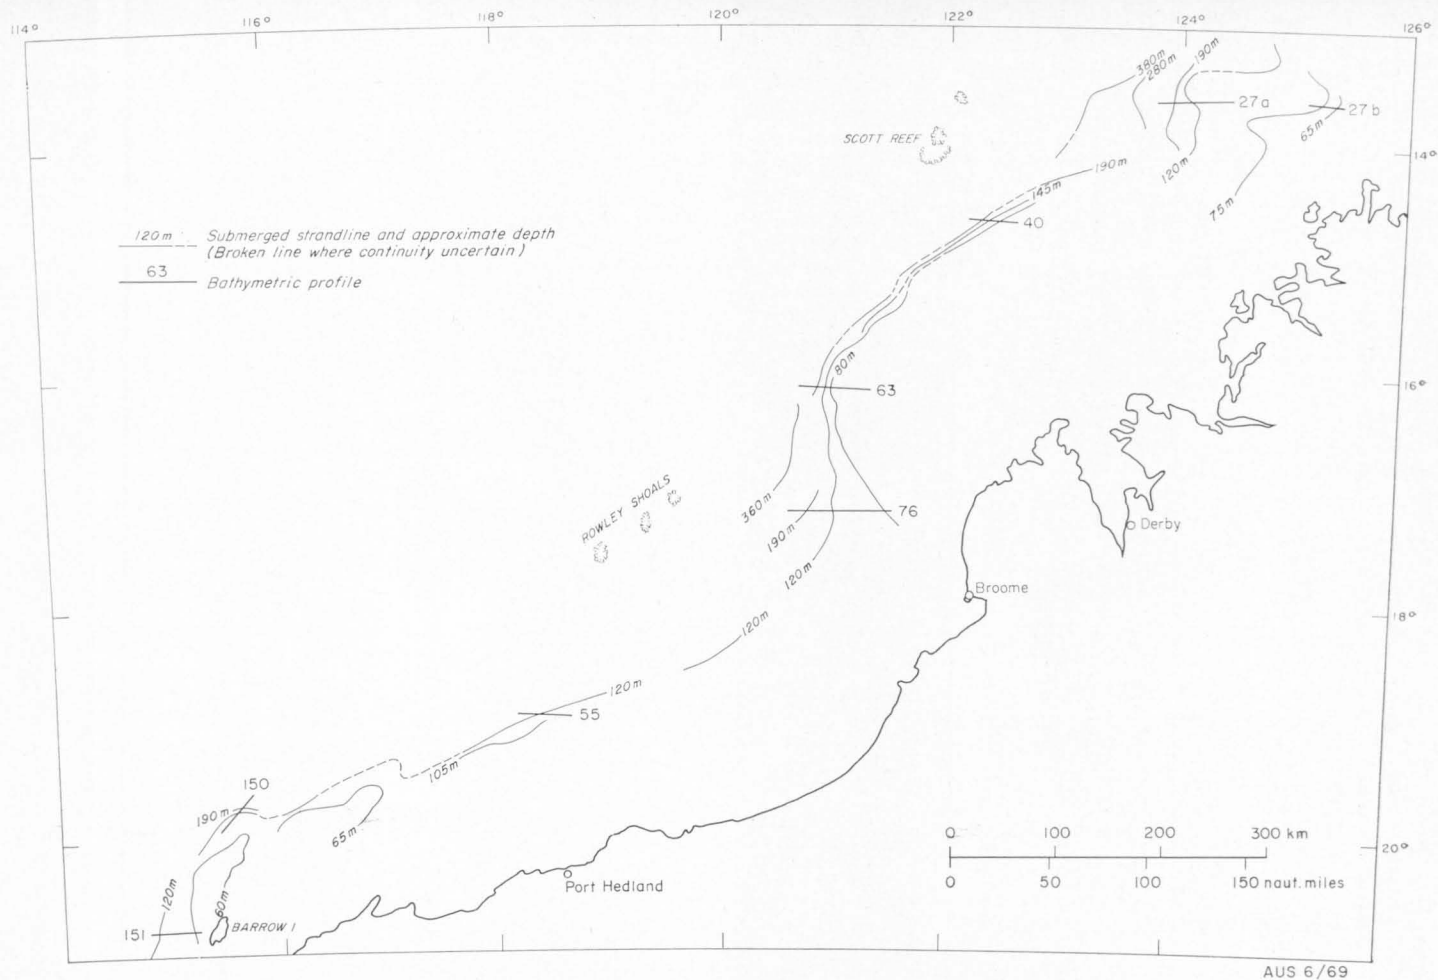 114°
116°
118°
120°
122°
124°
126°
380m
280m
190m
27a
27b
65m
SCOTT REEF
14°
190m
120m
145m
75m
40
120m
Submerged strandline and approximate depth
(Broken line where continuity uncertain)
63
Bathymetric profile
80m
63
16°
ROWLEY SHOALS
360m
76
190m
Derby
120m
Broome
120m
18°
120m
55
105m
150
190m
65m
0 100 200 300 km
20°
0 50 100 150 naut. miles
Port Hedland
120m
60m
BARROW I
151
AUS 6/69